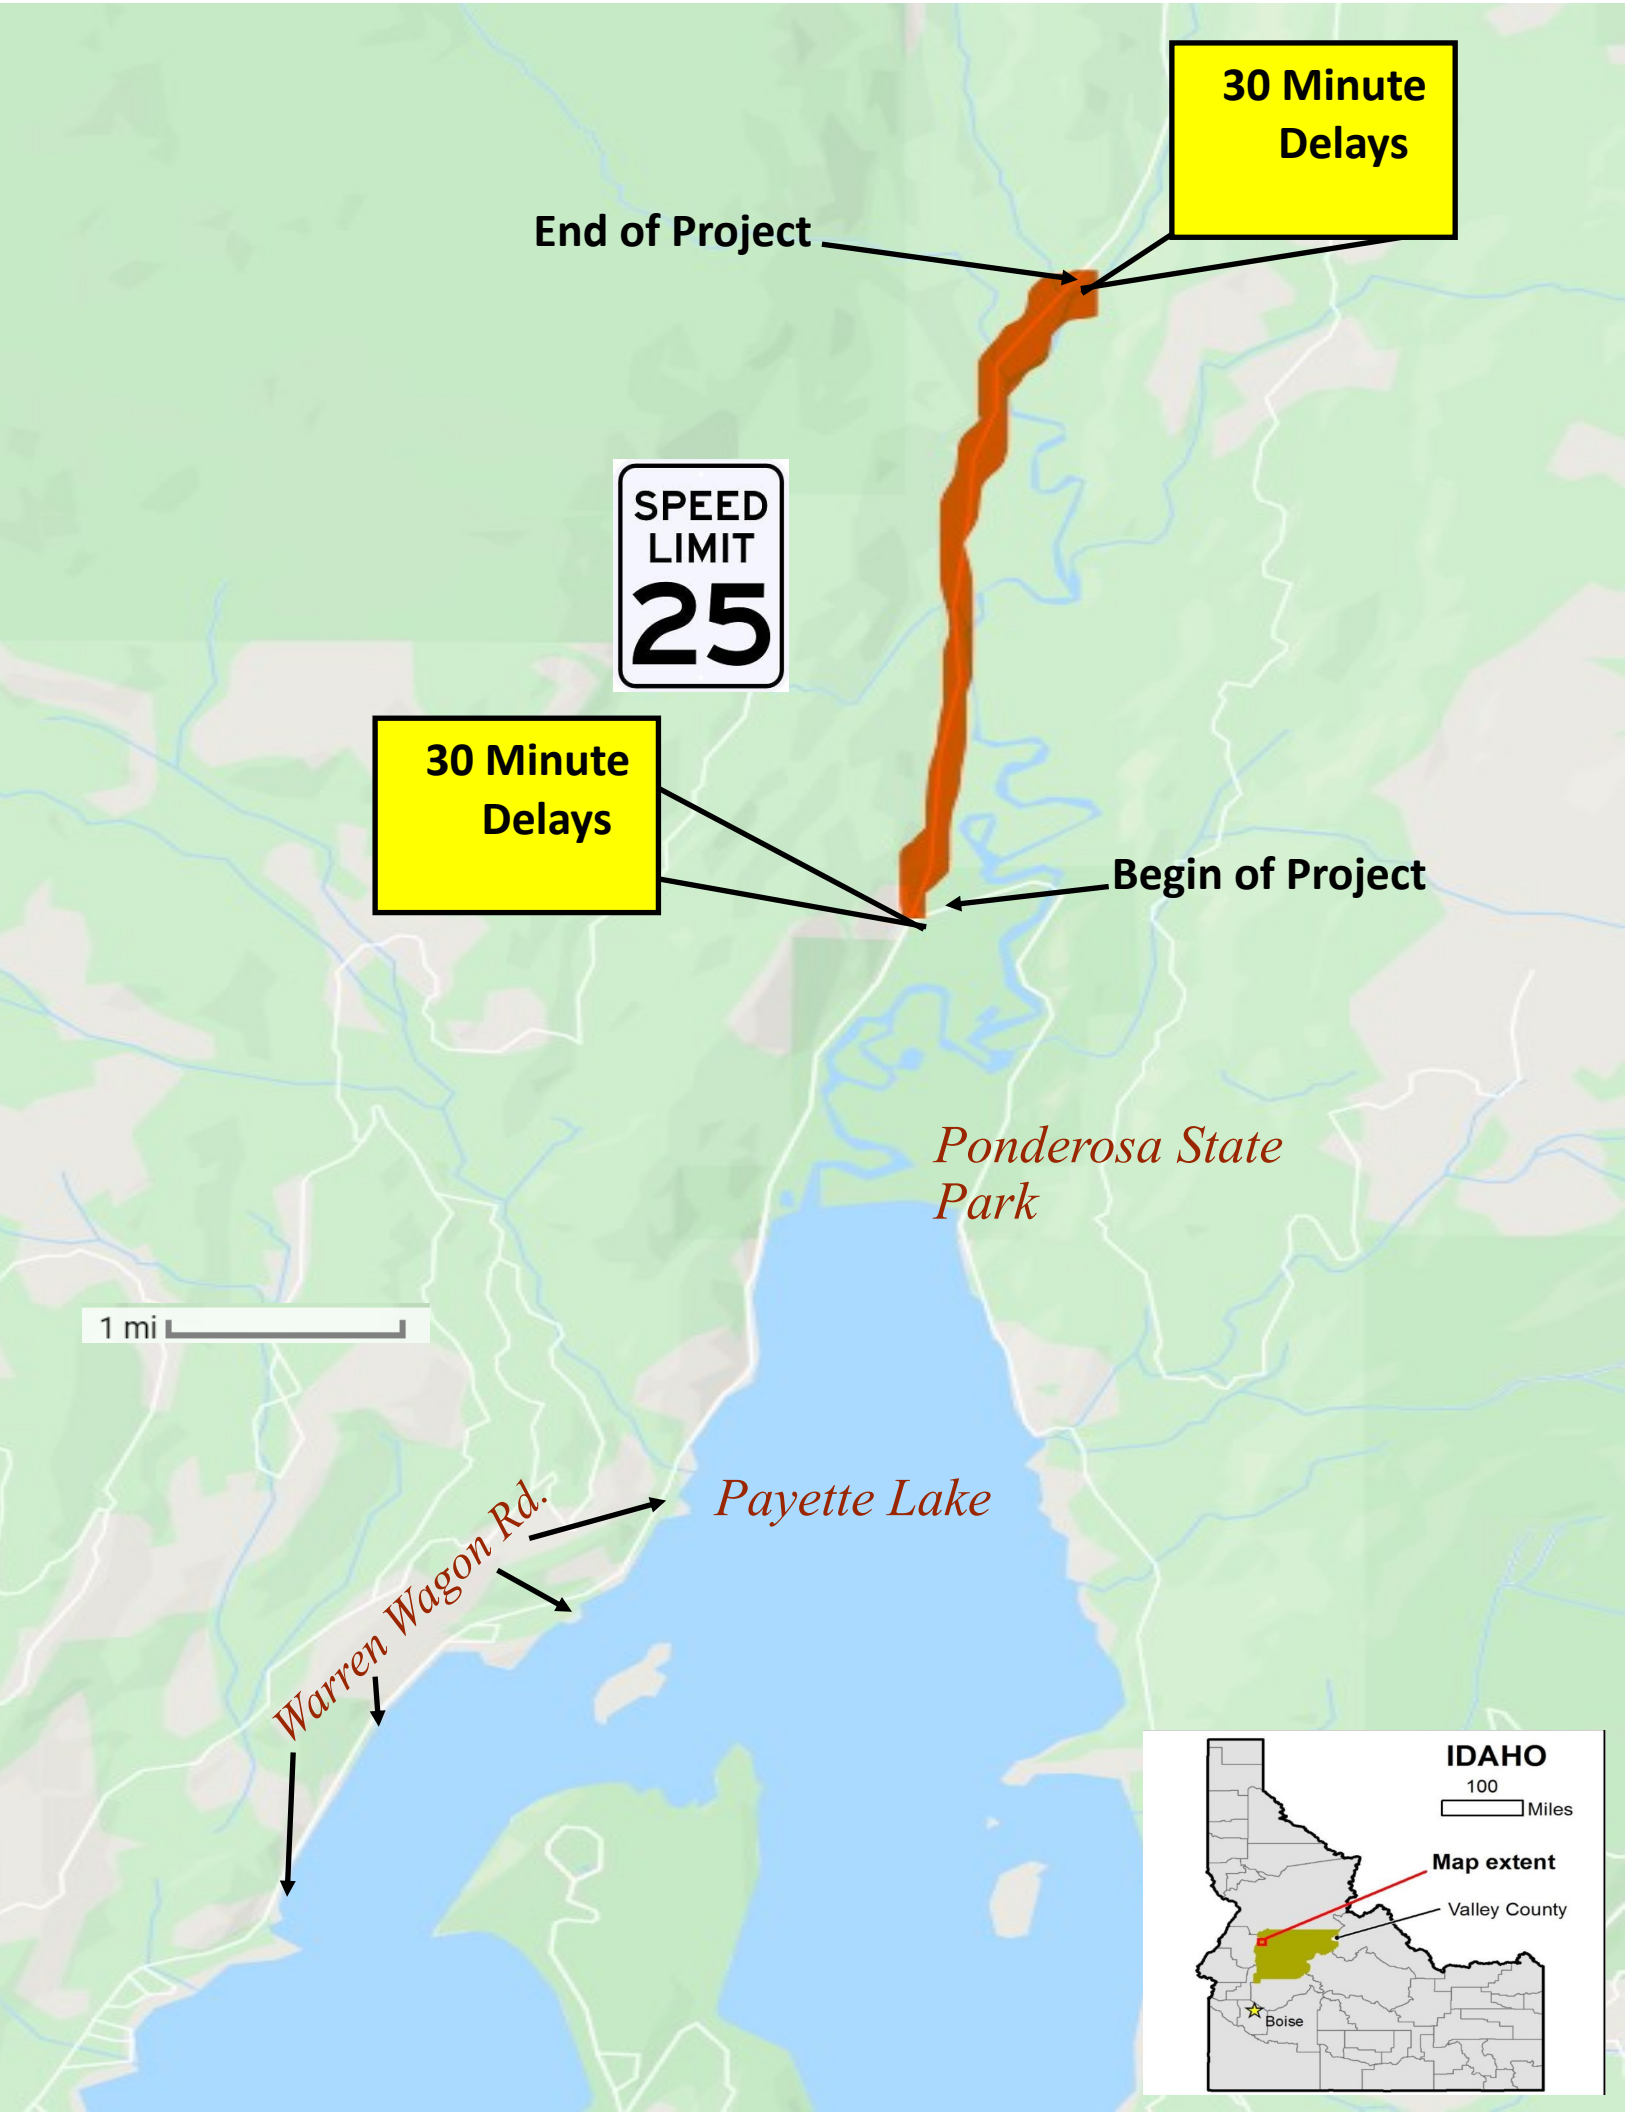 30 Minute
Delays
End of Project
SPEED
LIMIT
25
30 Minute
Delays
Begin of Project
Ponderosa State
Park
1 mi
Payette Lake
Warren Wagon Rd.
IDAHO
100
Miles
Map extent
Valley County
Boise